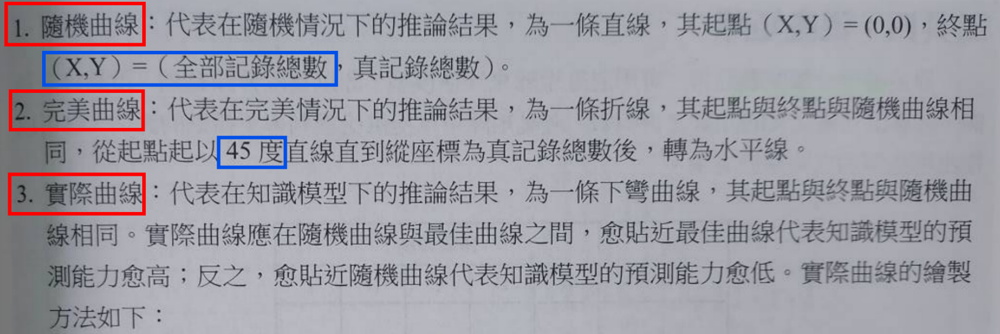 1. 隨機曲線：代表在隨機情況下的推論結果，為一條直線，其起點（X,Y）= (0,0)，終點
（X,Y）=（全部記錄總數，真記錄總數）。
2. 完美曲線：代表在完美情況下的推論結果，為一條折線，其起點與終點與隨機曲線相
同，從起點起以 45 度直線直到縱座標為真記錄總數後，轉為水平線。
3. 實際曲線：代表在知識模型下的推論結果，為一條下彎曲線，其起點與終點與隨機曲
線相同。實際曲線應在隨機曲線與最佳曲線之間，愈貼近最佳曲線代表知識模型的預
測能力愈高；反之，愈貼近隨機曲線代表知識模型的預測能力愈低。實際曲線的繪製
方法如下：